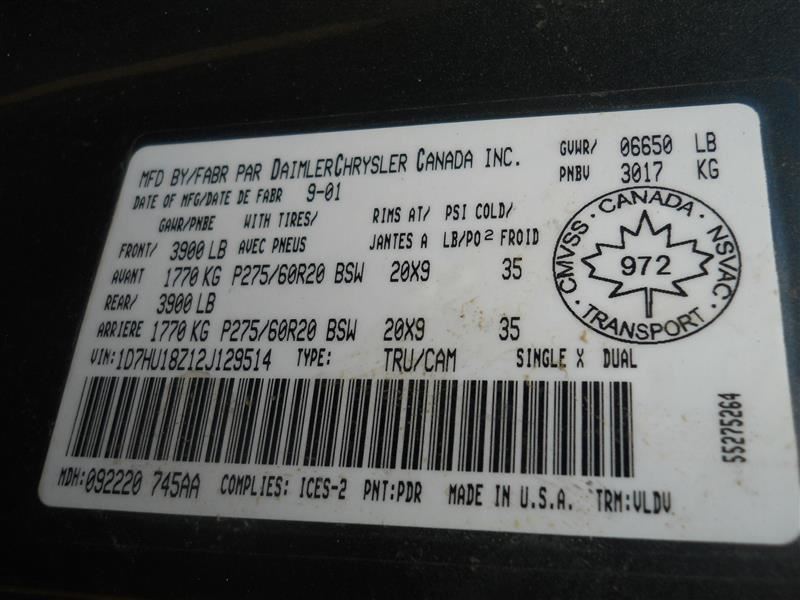 MFD BY/FABR PAR DAIMLERCHRYSLER CANADA INC.
GVWR/ 06650 LB
DATE OF MFG/DATE DE FABR 9-01
PNBV 3017 KG
GAWR/PNBE WITH TIRES/ RIMS AT/ PSI COLD/
FRONT/ 3900 LB AVEC PNEUS JANTES A LB/PO² FROID
AVANT 1770 KG P275/60R20 BSW 20X9 35
REAR/ 3900 LB
ARRIERE 1770 KG P275/60R20 BSW 20X9 35
CMVSS · CANADA · NSVAC · TRANSPORT ·
972
VIN:1D7HU18Z12J129514 TYPE: TRU/CAM SINGLE X DUAL
55275264
MDH:092220 745AA COMPLIES: ICES-2 PNT:PDR MADE IN U.S.A. TRM:VLDV